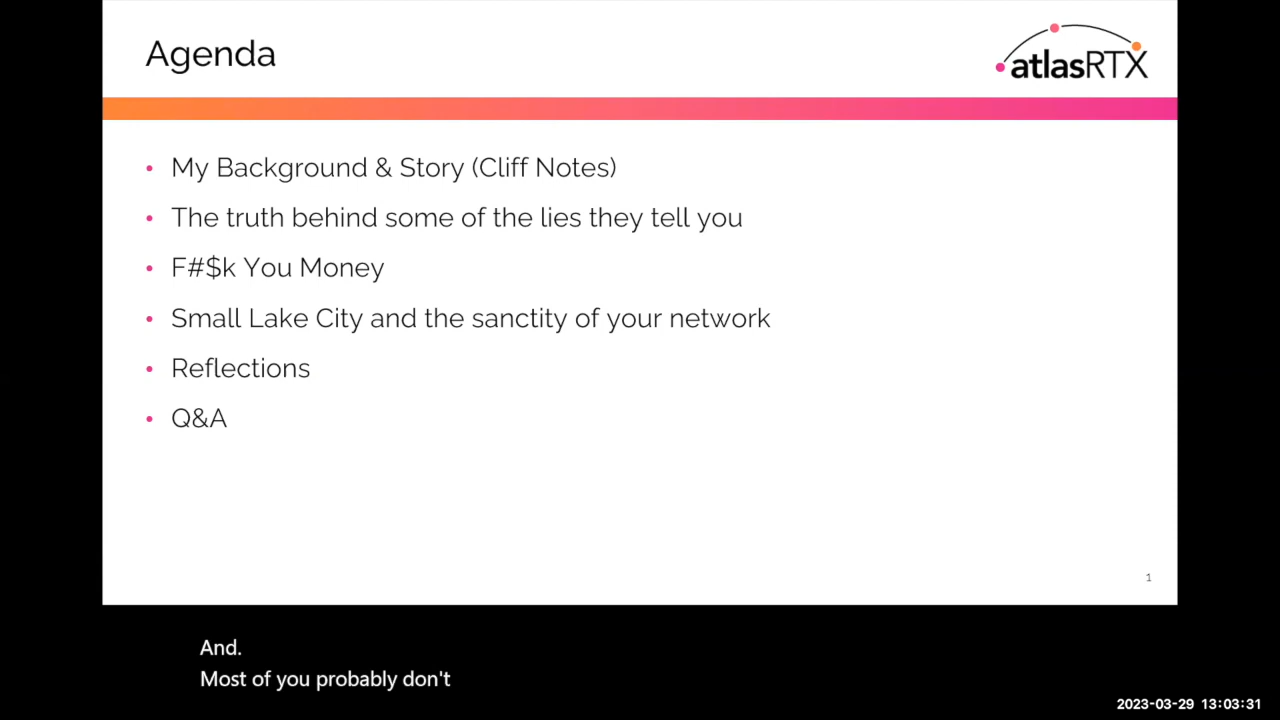 Agenda
atlasRTX
My Background & Story (Cliff Notes)
The truth behind some of the lies they tell you
F#$k You Money
Small Lake City and the sanctity of your network
Reflections
Q&A
1
And.
Most of you probably don't
2023-03-29 13:03:31